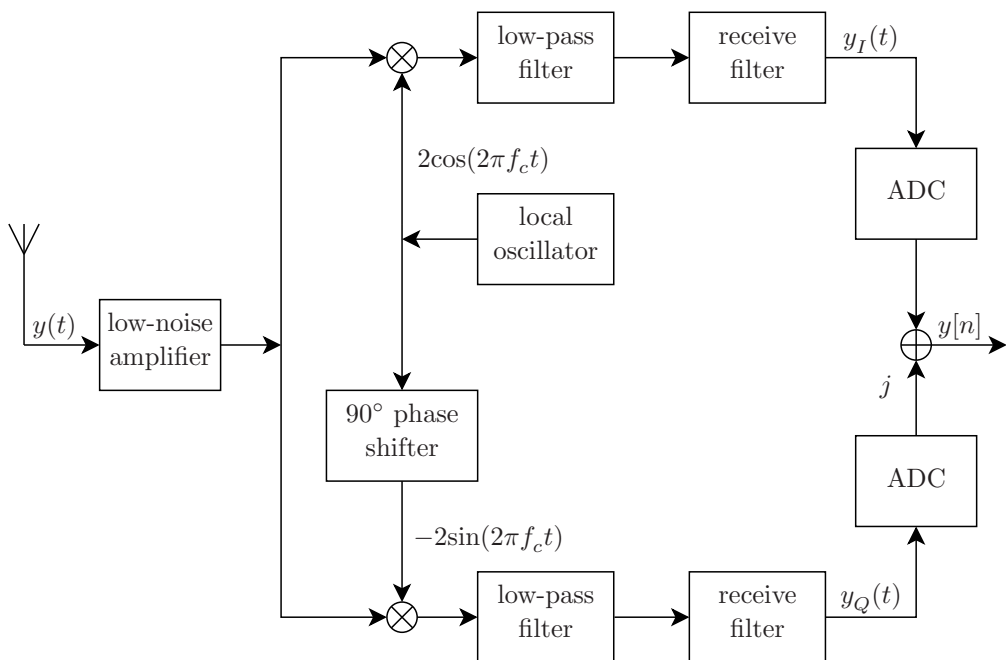 low-pass
filter
receive
filter
y_I(t)
2cos(2πf_ct)
ADC
local
oscillator
y(t)
low-noise
amplifier
y[n]
j
90° phase
shifter
ADC
−2sin(2πf_ct)
low-pass
filter
receive
filter
y_Q(t)